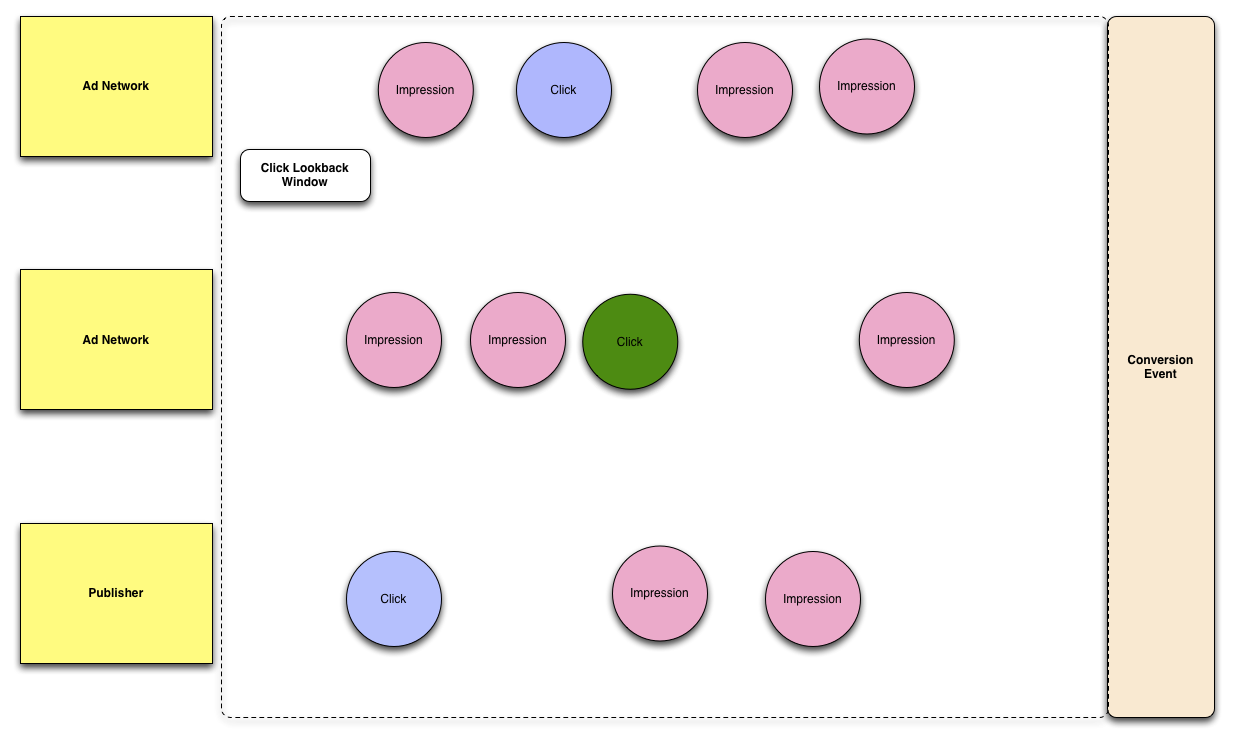 Ad Network
Impression
Click
Impression
Impression
Click Lookback
Window
Ad Network
Impression
Impression
Click
Impression
Conversion
Event
Publisher
Click
Impression
Impression